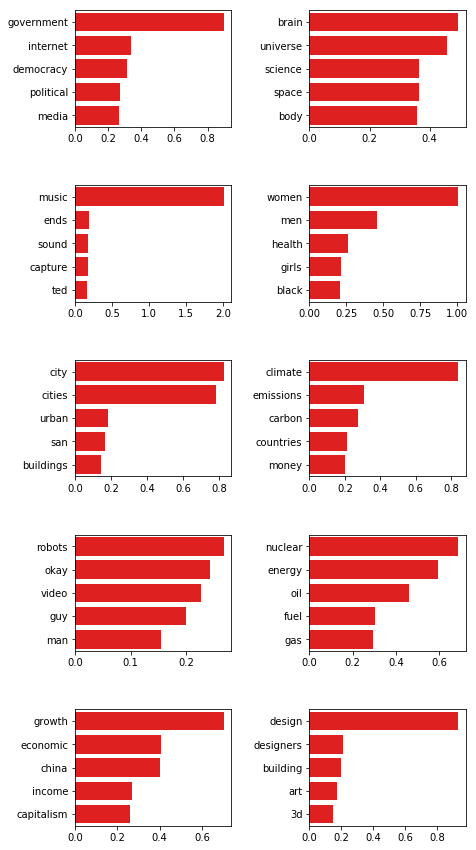 government
internet
democracy
political
media
0.0 0.2 0.4 0.6 0.8
brain
universe
science
space
body
0.0 0.2 0.4
music
ends
sound
capture
ted
0.0 0.5 1.0 1.5 2.0
women
men
health
girls
black
0.00 0.25 0.50 0.75 1.00
city
cities
urban
san
buildings
0.0 0.2 0.4 0.6 0.8
climate
emissions
carbon
countries
money
0.0 0.2 0.4 0.6 0.8
robots
okay
video
guy
man
0.0 0.1 0.2
nuclear
energy
oil
fuel
gas
0.0 0.2 0.4 0.6
growth
economic
china
income
capitalism
0.0 0.2 0.4 0.6
design
designers
building
art
3d
0.0 0.2 0.4 0.6 0.8